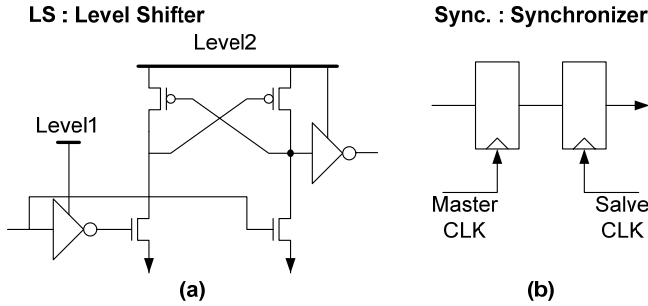 LS : Level Shifter
Level2
Level1
(a)
Sync. : Synchronizer
Master
CLK
Salve
CLK
(b)